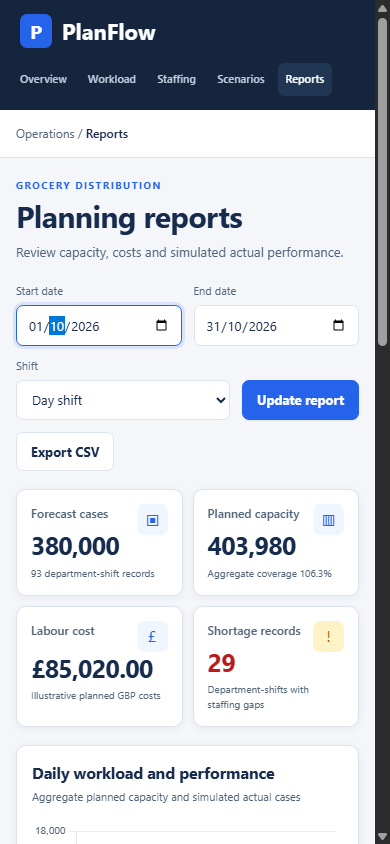 P PlanFlow
Overview Workload Staffing Scenarios Reports
Operations / Reports
GROCERY DISTRIBUTION
Planning reports
Review capacity, costs and simulated actual performance.
Start date End date
01/10/2026 31/10/2026
Shift
Day shift Update report
Export CSV
Forecast cases
380,000
93 department-shift records
Planned capacity
403,980
Aggregate coverage 106.3%
Labour cost
£
£85,020.00
Illustrative planned GBP costs
Shortage records
!
29
Department-shifts with
staffing gaps
Daily workload and performance
Aggregate planned capacity and simulated actual cases
18,000